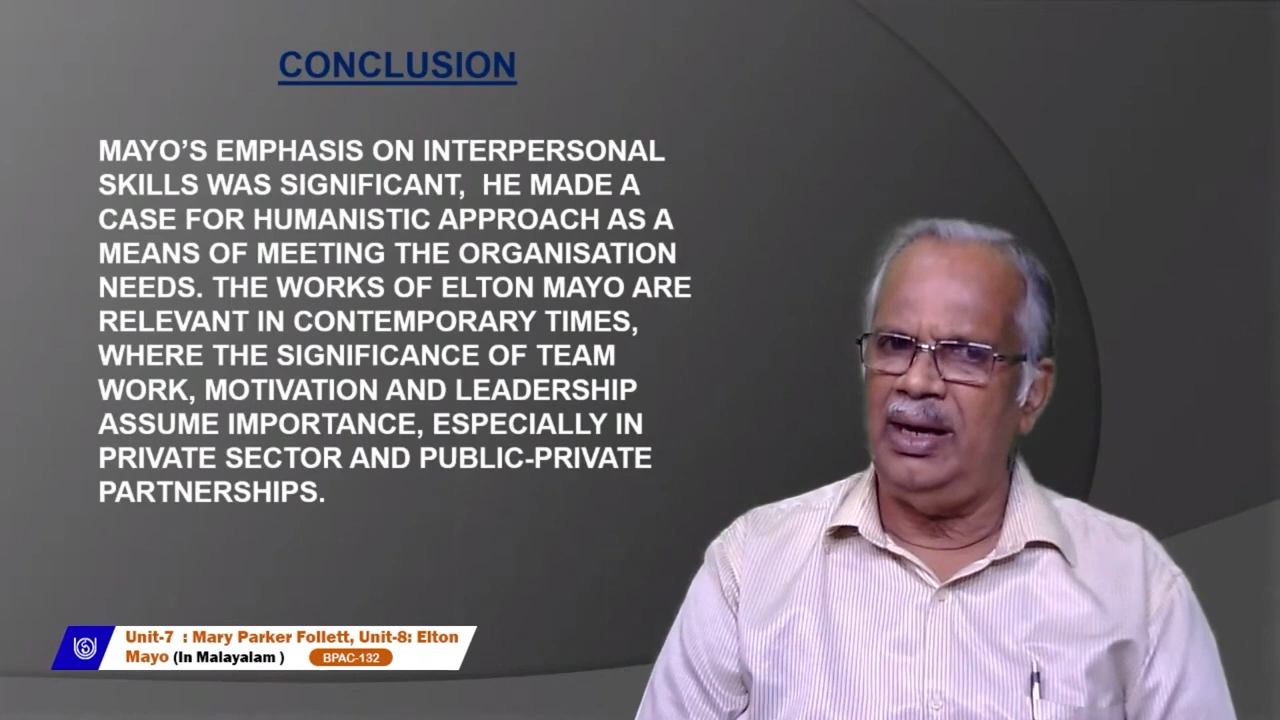 CONCLUSION
MAYO’S EMPHASIS ON INTERPERSONAL
SKILLS WAS SIGNIFICANT,  HE MADE A
CASE FOR HUMANISTIC APPROACH AS A
MEANS OF MEETING THE ORGANISATION
NEEDS. THE WORKS OF ELTON MAYO ARE
RELEVANT IN CONTEMPORARY TIMES,
WHERE THE SIGNIFICANCE OF TEAM
WORK, MOTIVATION AND LEADERSHIP
ASSUME IMPORTANCE, ESPECIALLY IN
PRIVATE SECTOR AND PUBLIC-PRIVATE
PARTNERSHIPS.
Unit-7  : Mary Parker Follett, Unit-8: Elton
Mayo (In Malayalam ) BPAC-132